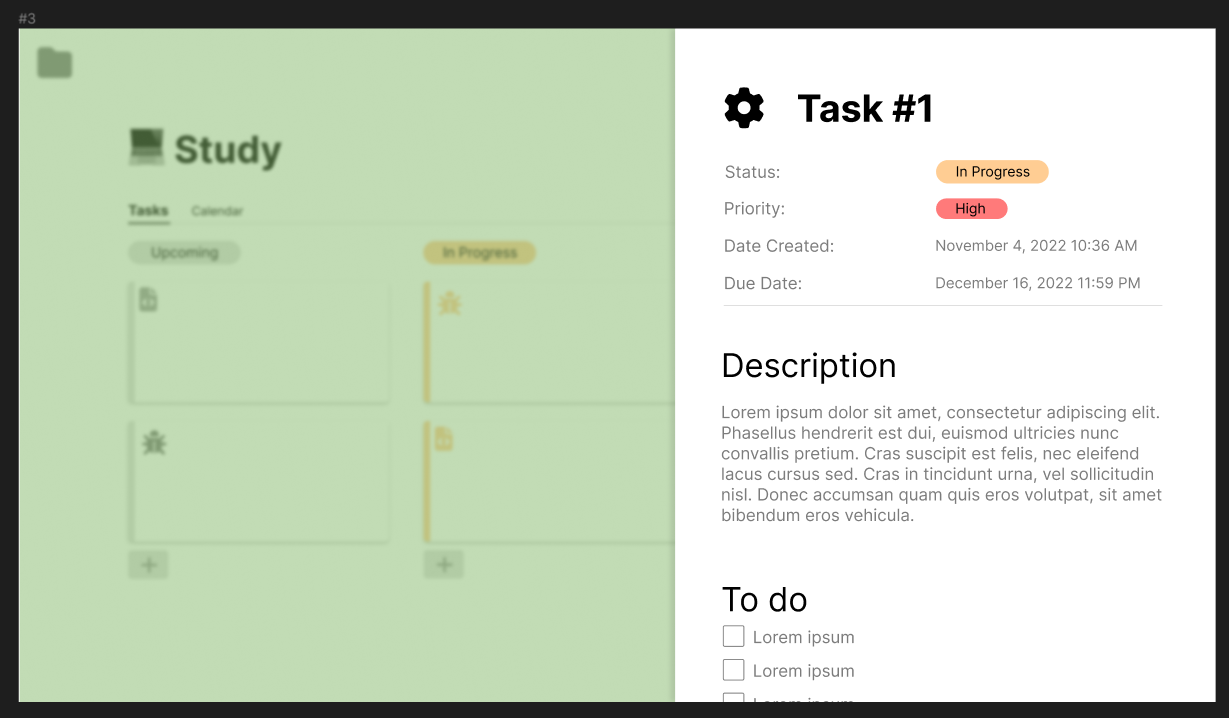 #3
Study
Tasks Calendar
Upcoming In Progress
Task #1
Status: In Progress
Priority: High
Date Created: November 4, 2022 10:36 AM
Due Date: December 16, 2022 11:59 PM
Description
Lorem ipsum dolor sit amet, consectetur adipiscing elit.
Phasellus hendrerit est dui, euismod ultricies nunc
convallis pretium. Cras suscipit est felis, nec eleifend
lacus cursus sed. Cras in tincidunt urna, vel sollicitudin
nisl. Donec accumsan quam quis eros volutpat, sit amet
bibendum eros vehicula.
To do
Lorem ipsum
Lorem ipsum
Lorem ipsum